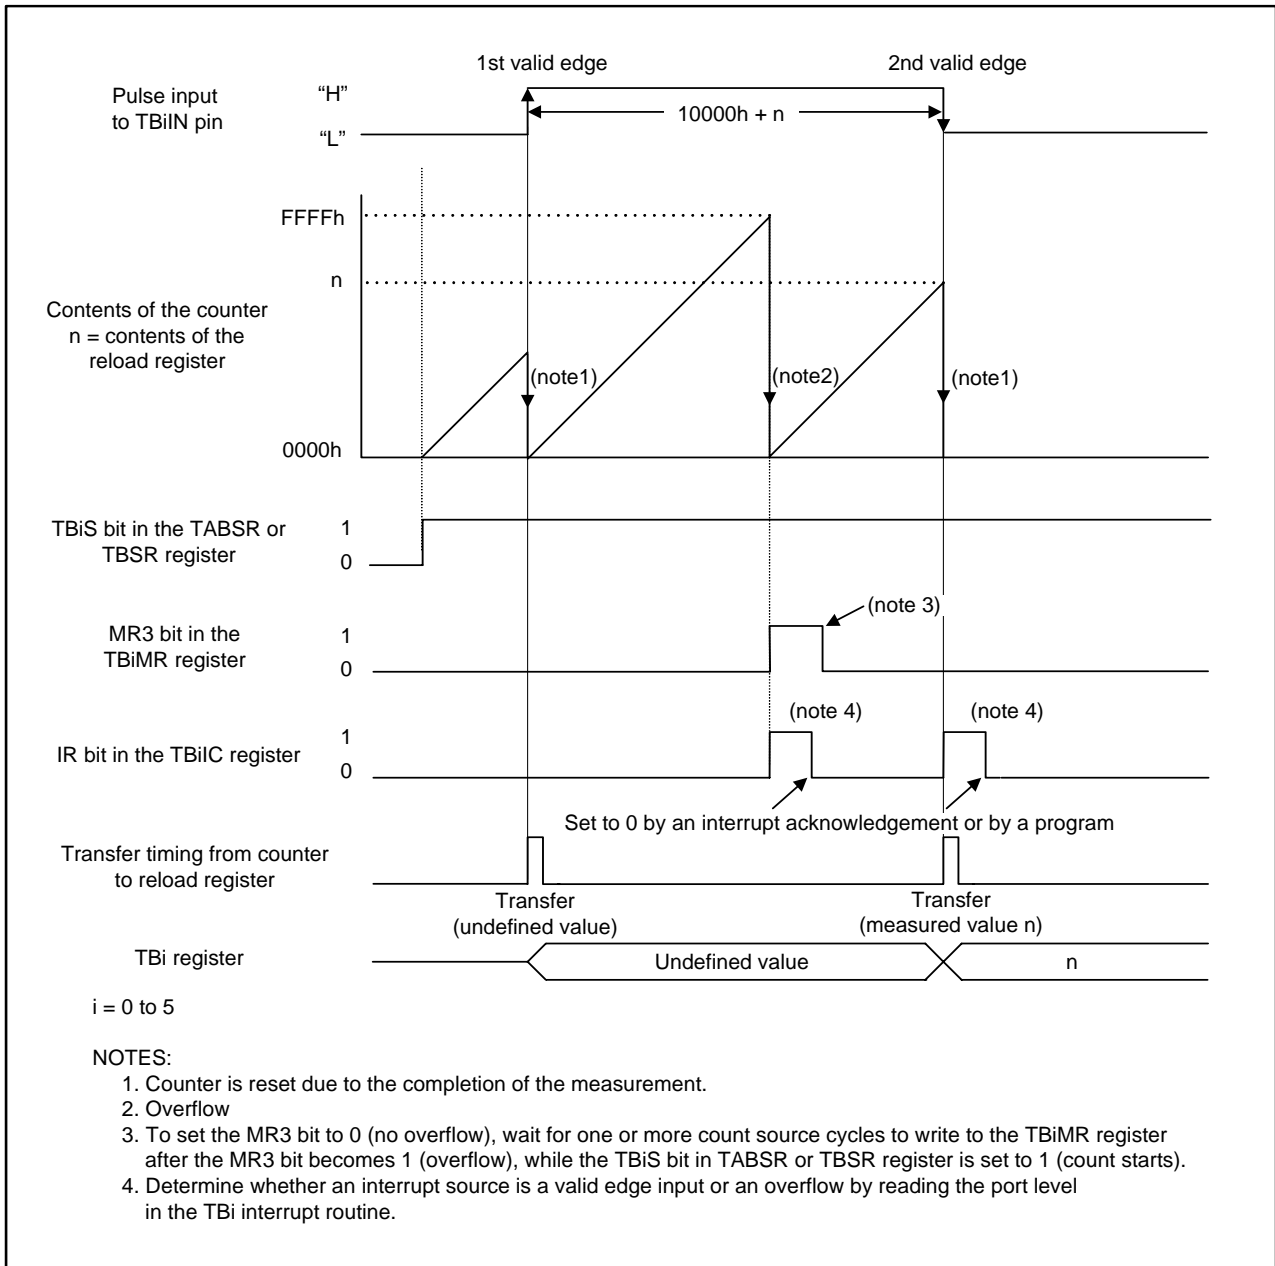 1st valid edge
2nd valid edge
Pulse input
to TBiIN pin
“H”
“L”
10000h + n
FFFFh
n
Contents of the counter
n = contents of the
reload register
(note1)
(note2)
(note1)
0000h
TBiS bit in the TABSR or
TBSR register
1
0
(note 3)
MR3 bit in the
TBiMR register
1
0
(note 4)
(note 4)
IR bit in the TBiIC register
1
0
Set to 0 by an interrupt acknowledgement or by a program
Transfer timing from counter
to reload register
Transfer
(undefined value)
Transfer
(measured value n)
TBi register
Undefined value
n
i = 0 to 5
NOTES:
1. Counter is reset due to the completion of the measurement.
2. Overflow
3. To set the MR3 bit to 0 (no overflow), wait for one or more count source cycles to write to the TBiMR register
after the MR3 bit becomes 1 (overflow), while the TBiS bit in TABSR or TBSR register is set to 1 (count starts).
4. Determine whether an interrupt source is a valid edge input or an overflow by reading the port level
in the TBi interrupt routine.